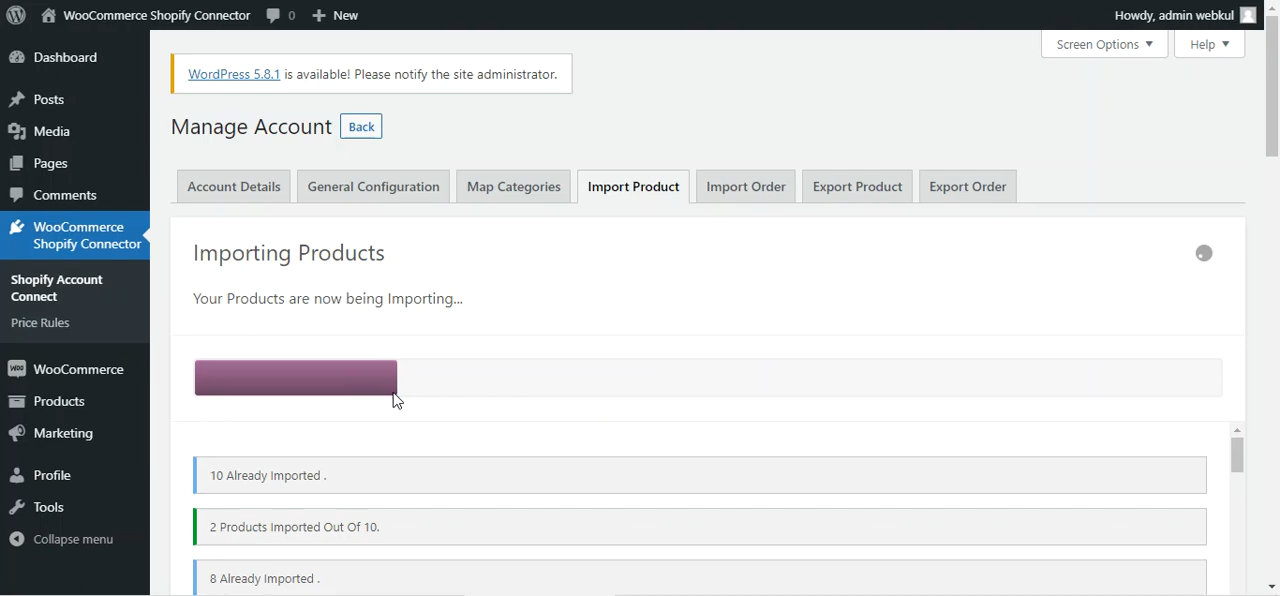 WooCommerce Shopify Connector 0 New Howdy, admin webkul
Screen Options Help
Dashboard
Posts
Media
Pages
Comments
WooCommerce
Shopify Connector
Shopify Account
Connect
Price Rules
WooCommerce
Products
Marketing
Profile
Tools
Collapse menu
WordPress 5.8.1 is available! Please notify the site administrator.
Manage Account Back
Account Details General Configuration Map Categories Import Product Import Order Export Product Export Order
Importing Products
Your Products are now being Importing...
10 Already Imported .
2 Products Imported Out Of 10.
8 Already Imported .